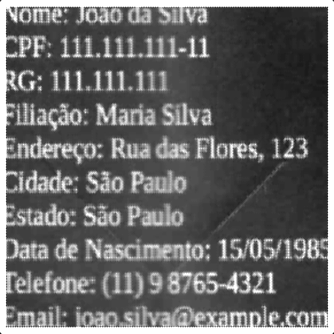 Nome: João da Silva
CPF: 111.111.111-11
RG: 111.111.111
Filiação: Maria Silva
Endereço: Rua das Flores, 123
Cidade: São Paulo
Estado: São Paulo
Data de Nascimento: 15/05/1985
Telefone: (11) 9 8765-4321
Email: joao.silva@example.com